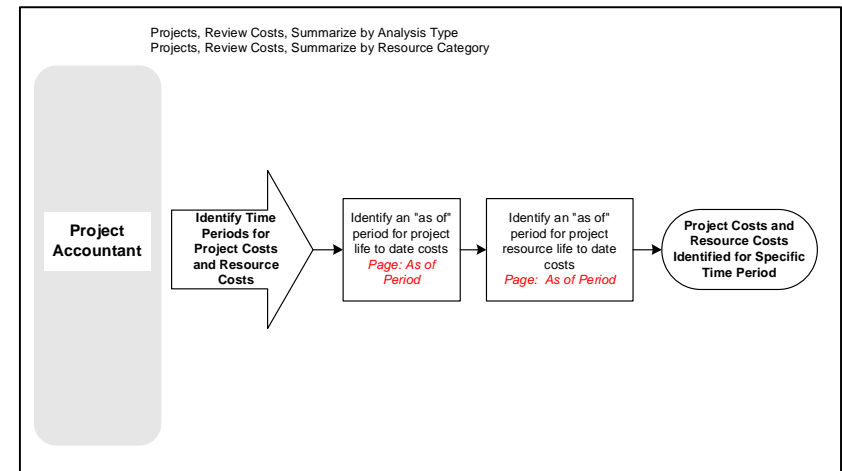 Projects, Review Costs, Summarize by Analysis Type
Projects, Review Costs, Summarize by Resource Category
Project
Accountant
Identify Time
Periods for
Project Costs
and Resource
Costs
Identify an "as of"
period for project
life to date costs
Page: As of
Period
Identify an "as of"
period for project
resource life to date
costs
Page: As of Period
Project Costs and
Resource Costs
Identified for Specific
Time Period